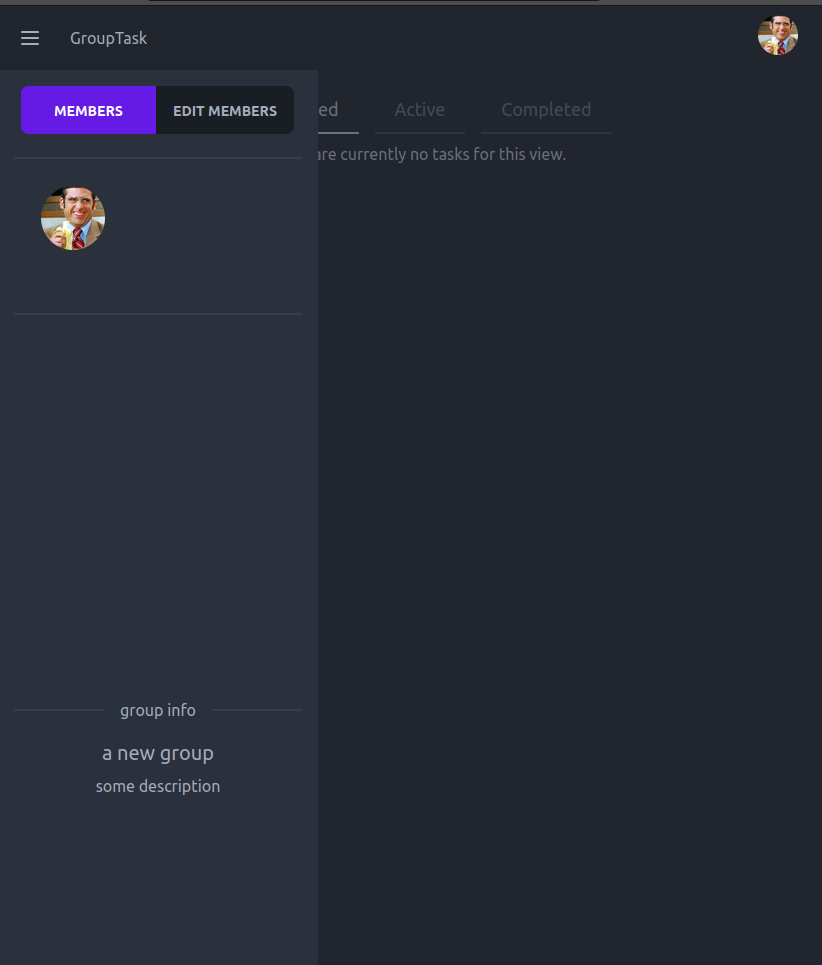 GroupTask
MEMBERS EDIT MEMBERS
ed Active Completed
are currently no tasks for this view.
group info
a new group
some description